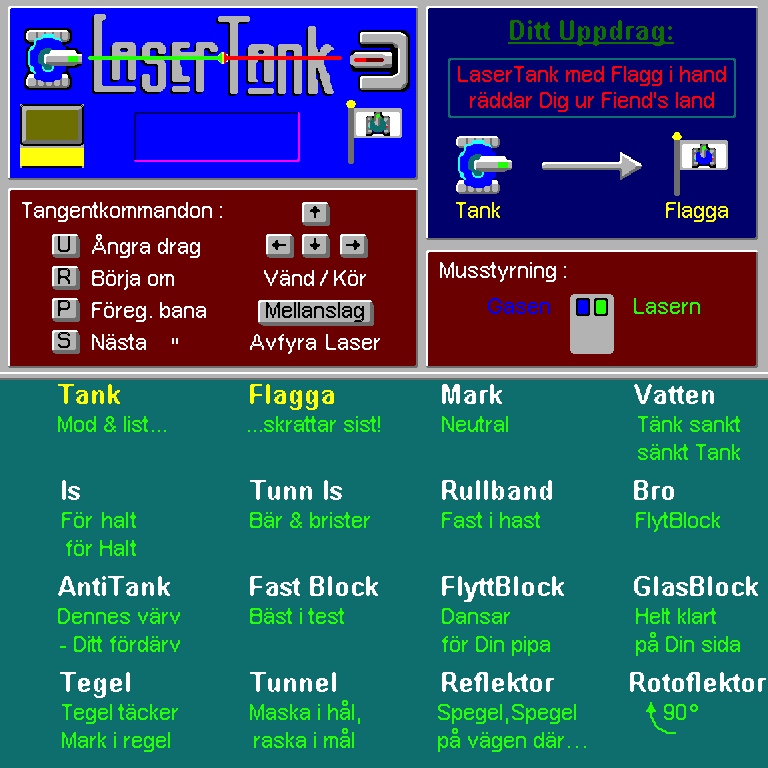 LaserTank
Ditt Uppdrag:
LaserTank med Flagg i hand
räddar Dig ur Fiend's land
Tank
Flagga
Tangentkommandon :
U Ångra drag
R Börja om
Vänd / Kör
P Föreg. bana
Mellanslag
S Nästa "
Avfyra Laser
Musstyrning :
Gasen
Lasern
Tank
Mod & list...
Flagga
...skrattar sist!
Mark
Neutral
Vatten
Tänk sankt
sänkt Tank
Is
För halt
för Halt
Tunn Is
Bär & brister
Rullband
Fast i hast
Bro
FlytBlock
AntiTank
Dennes värv
- Ditt fördärv
Fast Block
Bäst i test
FlyttBlock
Dansar
för Din pipa
GlasBlock
Helt klart
på Din sida
Tegel
Tegel täcker
Mark i regel
Tunnel
Maska i hål,
raska i mål
Reflektor
Spegel,Spegel
på vägen där...
Rotoflektor
90°